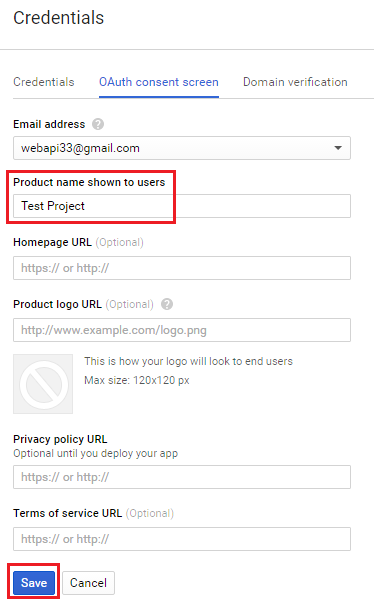 Credentials
Credentials OAuth consent screen Domain verification
Email address ?
webapi33@gmail.com
Product name shown to users
Test Project
Homepage URL (Optional)
https:// or http://
Product logo URL (Optional) ?
http://www.example.com/logo.png
This is how your logo will look to end users
Max size: 120x120 px
Privacy policy URL
Optional until you deploy your app
https:// or http://
Terms of service URL (Optional)
https:// or http://
Save Cancel